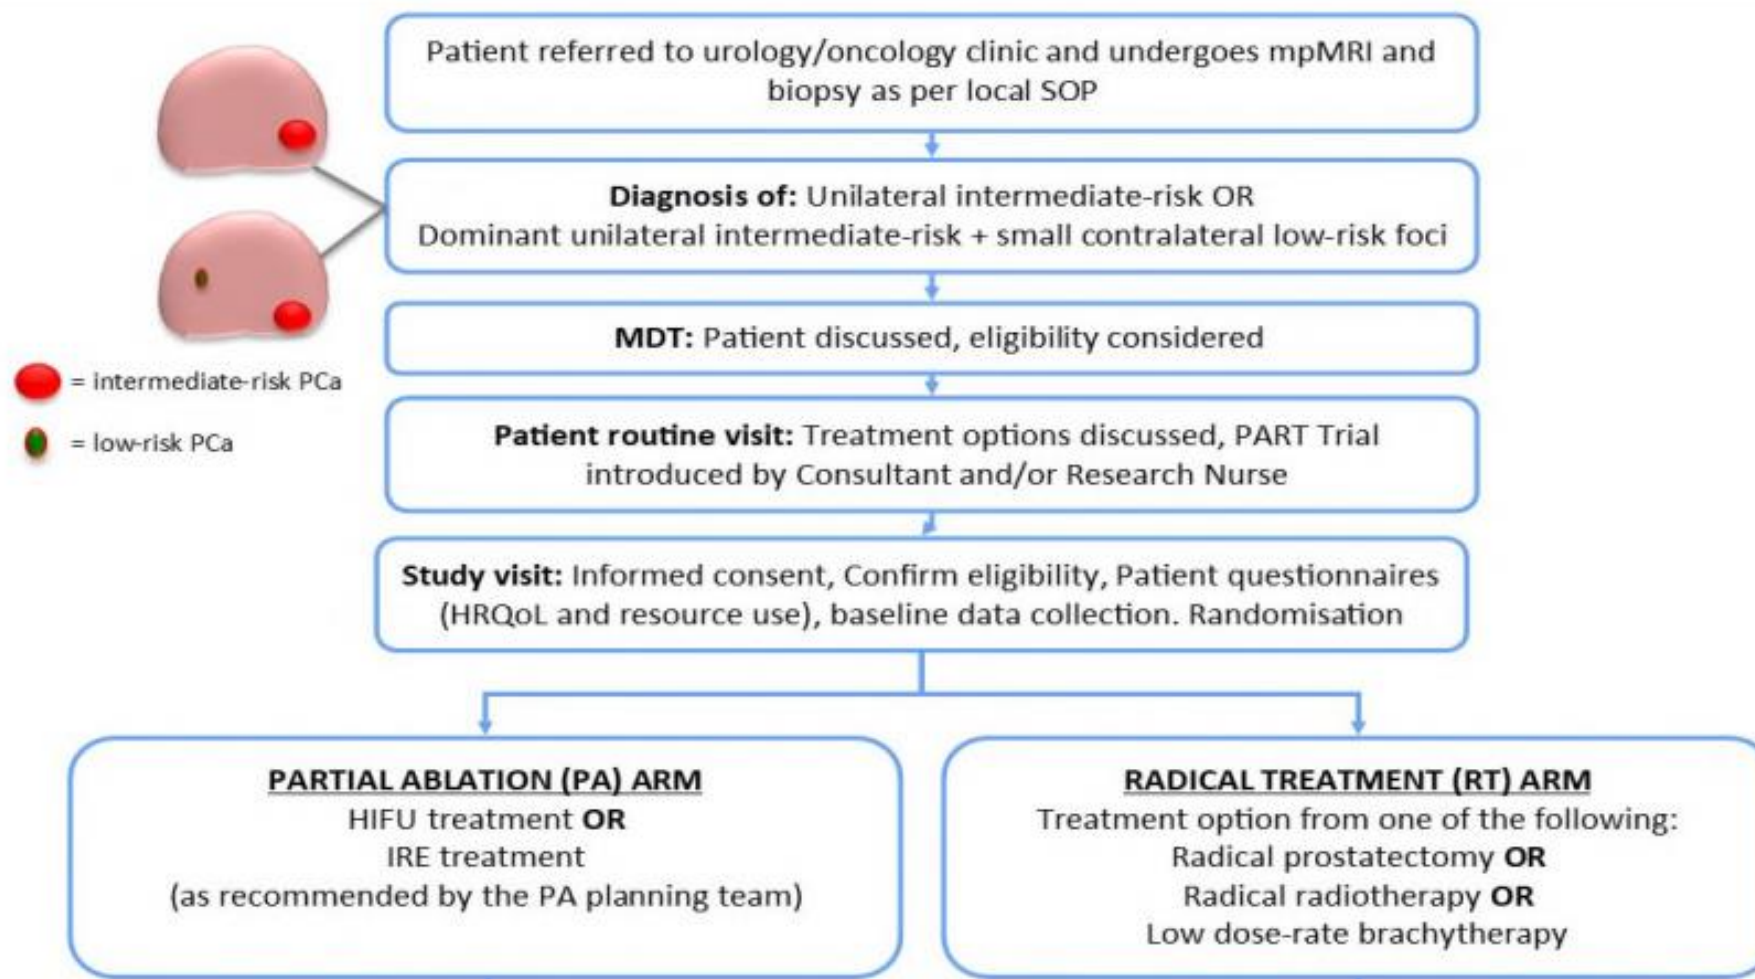 Patient referred to urology/oncology clinic and undergoes mpMRI and
biopsy as per local SOP
Diagnosis of: Unilateral intermediate-risk OR
Dominant unilateral intermediate-risk + small contralateral low-risk foci
MDT: Patient discussed, eligibility considered
= intermediate-risk PCa
= low-risk PCa
Patient routine visit: Treatment options discussed, PART Trial
introduced by Consultant and/or Research Nurse
Study visit: Informed consent, Confirm eligibility, Patient questionnaires
(HRQoL and resource use), baseline data collection. Randomisation
PARTIAL ABLATION (PA) ARM
HIFU treatment OR
IRE treatment
(as recommended by the PA planning team)
RADICAL TREATMENT (RT) ARM
Treatment option from one of the following:
Radical prostatectomy OR
Radical radiotherapy OR
Low dose-rate brachytherapy